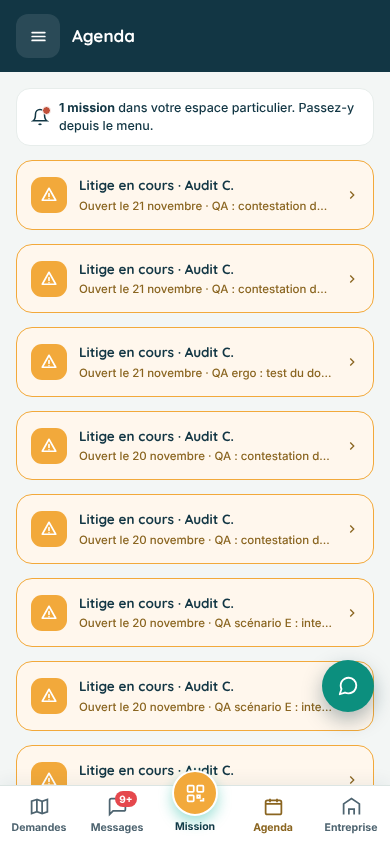 Agenda
1 mission dans votre espace particulier. Passez-y
depuis le menu.
Litige en cours · Audit C.
Ouvert le 21 novembre · QA : contestation d...
Litige en cours · Audit C.
Ouvert le 21 novembre · QA : contestation d...
Litige en cours · Audit C.
Ouvert le 21 novembre · QA ergo : test du do...
Litige en cours · Audit C.
Ouvert le 20 novembre · QA : contestation d...
Litige en cours · Audit C.
Ouvert le 20 novembre · QA : contestation d...
Litige en cours · Audit C.
Ouvert le 20 novembre · QA scénario E : inte...
Litige en cours · Audit C.
Ouvert le 20 novembre · QA scénario E : inte...
Litige en cours · Audit C.
9+
Demandes
Messages
Mission
Agenda
Entreprise